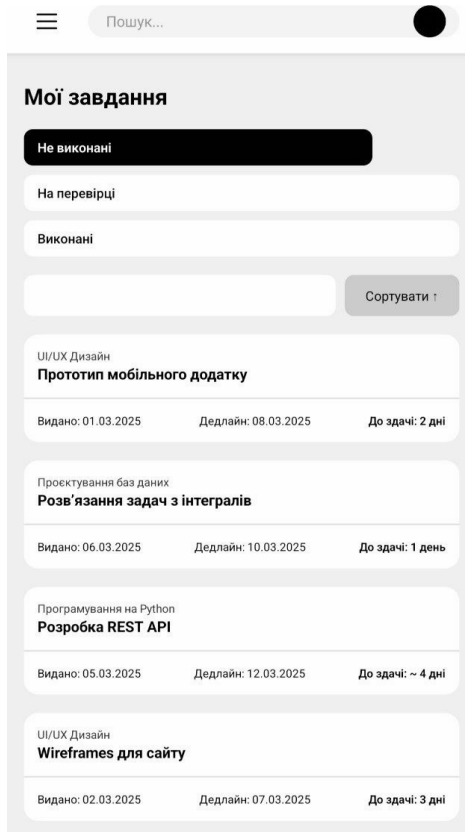 Пошук...
Мої завдання
Не виконані
На перевірці
Виконані
Сортувати ↑
UI/UX Дизайн
Прототип мобільного додатку
Видано: 01.03.2025 Дедлайн: 08.03.2025 До здачі: 2 дні
Проєктування баз даних
Розв’язання задач з інтегралів
Видано: 06.03.2025 Дедлайн: 10.03.2025 До здачі: 1 день
Програмування на Python
Розробка REST API
Видано: 05.03.2025 Дедлайн: 12.03.2025 До здачі: ~ 4 дні
UI/UX Дизайн
Wireframes для сайту
Видано: 02.03.2025 Дедлайн: 07.03.2025 До здачі: 3 дні